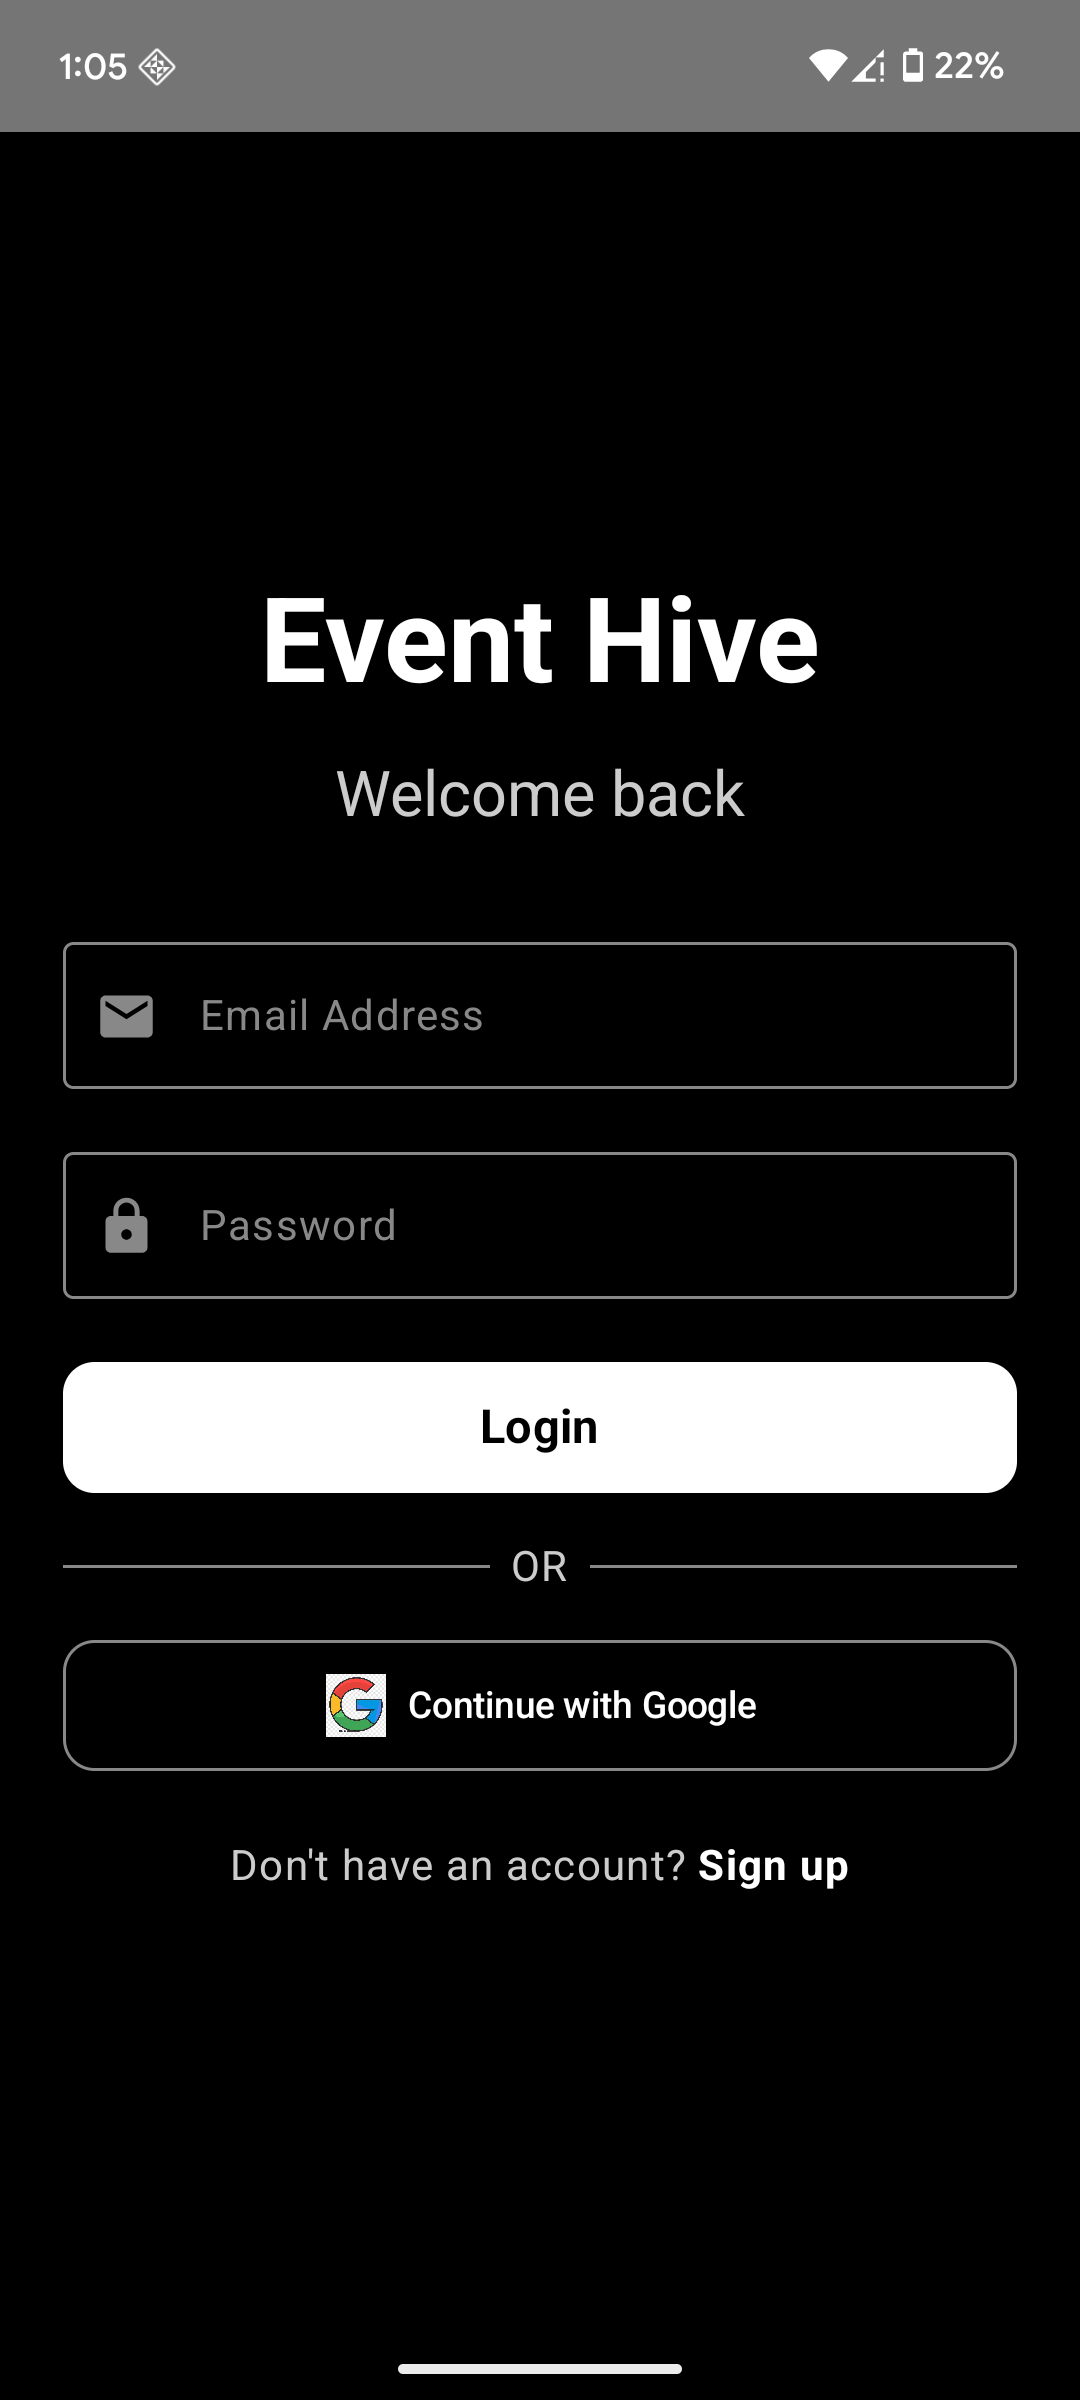 1:05 22%
Event Hive
Welcome back
Email Address
Password
Login
OR
Continue with Google
Don't have an account? Sign up